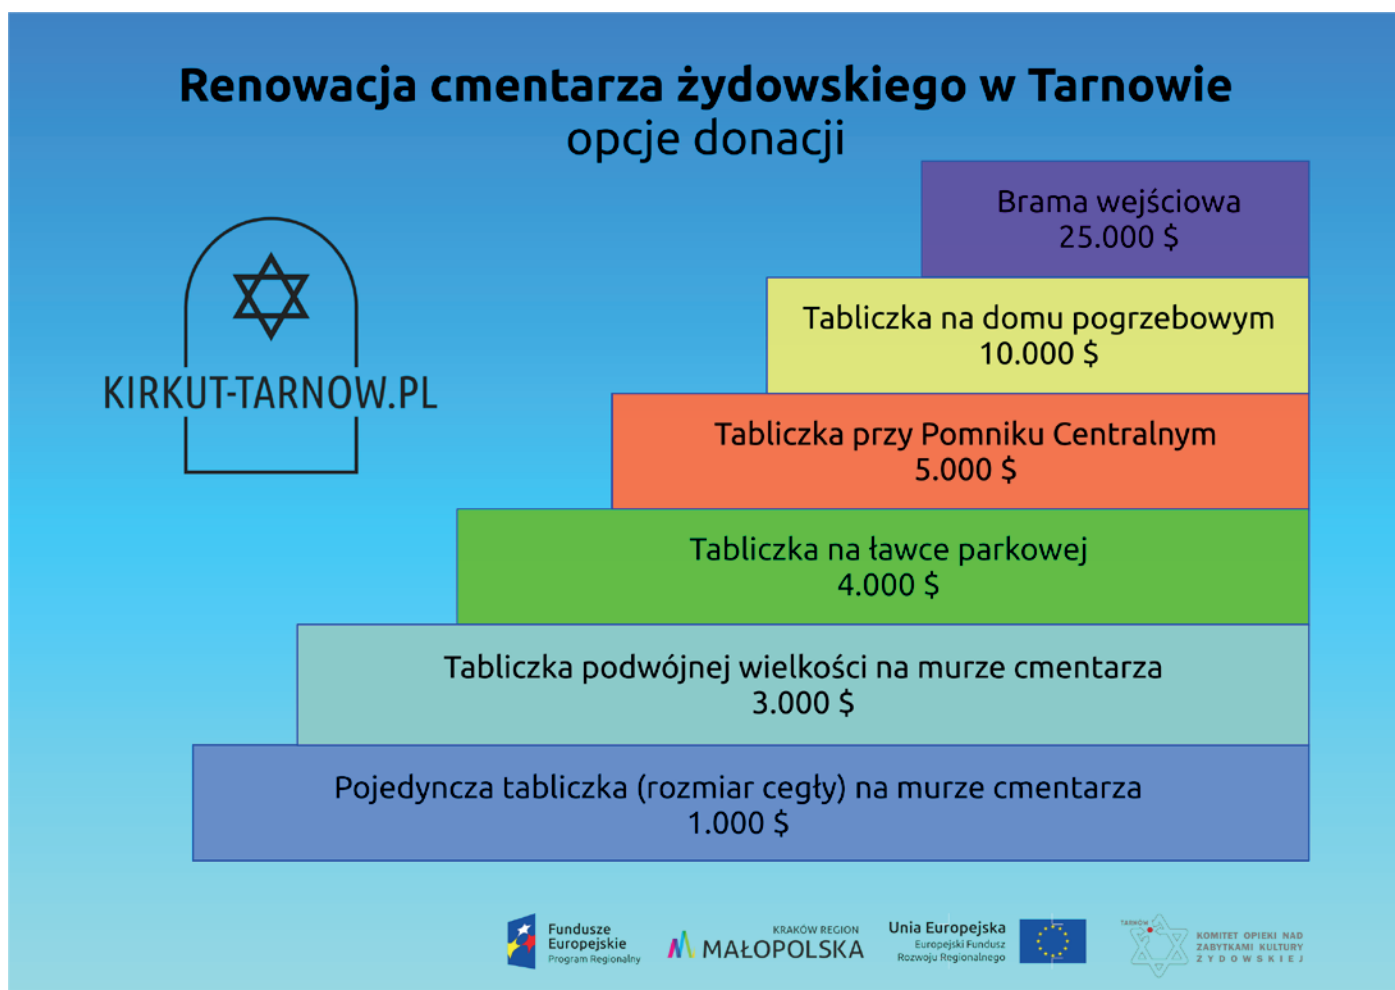 Renowacja cmentarza żydowskiego w Tarnowie
opcje donacji
Brama wejściowa
25.000 $
Tabliczka na domu pogrzebowym
10.000 $
KIRKUT-TARNOW.PL
Tabliczka przy Pomniku Centralnym
5.000 $
Tabliczka na ławce parkowej
4.000 $
Tabliczka podwójnej wielkości na murze cmentarza
3.000 $
Pojedyncza tabliczka (rozmiar cegły) na murze cmentarza
1.000 $
Fundusze
Europejskie
Program Regionalny
KRAKÓW REGION
MAŁOPOLSKA
Unia Europejska
Europejski Fundusz
Rozwoju Regionalnego
TARNÓW
KOMITET OPIEKI NAD
ZABYTKAMI KULTURY
ŻYDOWSKIEJ